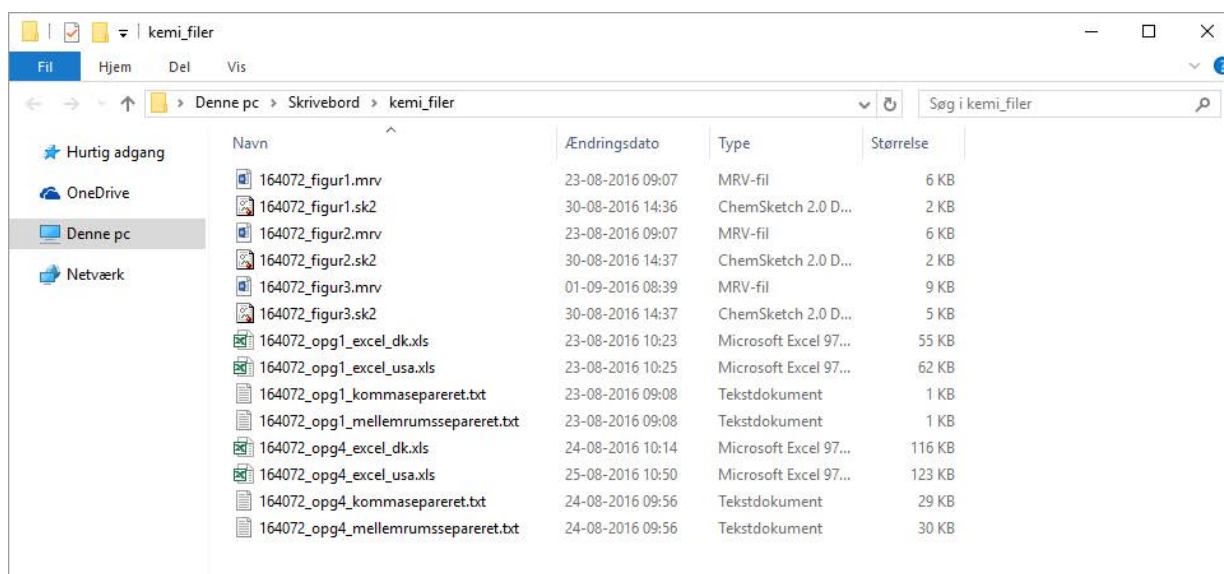 kemi_filer
Fil Hjem Del Vis
Denne pc > Skrivebord > kemi_filer Søg i kemi_filer
Navn Ændringsdato Type Størrelse
Hurtig adgang
OneDrive
Denne pc
Netværk
164072_figur1.mrv 23-08-2016 09:07 MRV-fil 6 KB
164072_figur1.sk2 30-08-2016 14:36 ChemSketch 2.0 D... 2 KB
164072_figur2.mrv 23-08-2016 09:07 MRV-fil 6 KB
164072_figur2.sk2 30-08-2016 14:37 ChemSketch 2.0 D... 2 KB
164072_figur3.mrv 01-09-2016 08:39 MRV-fil 9 KB
164072_figur3.sk2 30-08-2016 14:37 ChemSketch 2.0 D... 5 KB
164072_opg1_excel_dk.xls 23-08-2016 10:23 Microsoft Excel 97... 55 KB
164072_opg1_excel_usa.xls 23-08-2016 10:25 Microsoft Excel 97... 62 KB
164072_opg1_kommasepareret.txt 23-08-2016 09:08 Tekstdokument 1 KB
164072_opg1_mellemrumssepareret.txt 23-08-2016 09:08 Tekstdokument 1 KB
164072_opg4_excel_dk.xls 24-08-2016 10:14 Microsoft Excel 97... 116 KB
164072_opg4_excel_usa.xls 25-08-2016 10:50 Microsoft Excel 97... 123 KB
164072_opg4_kommasepareret.txt 24-08-2016 09:56 Tekstdokument 29 KB
164072_opg4_mellemrumssepareret.txt 24-08-2016 09:56 Tekstdokument 30 KB